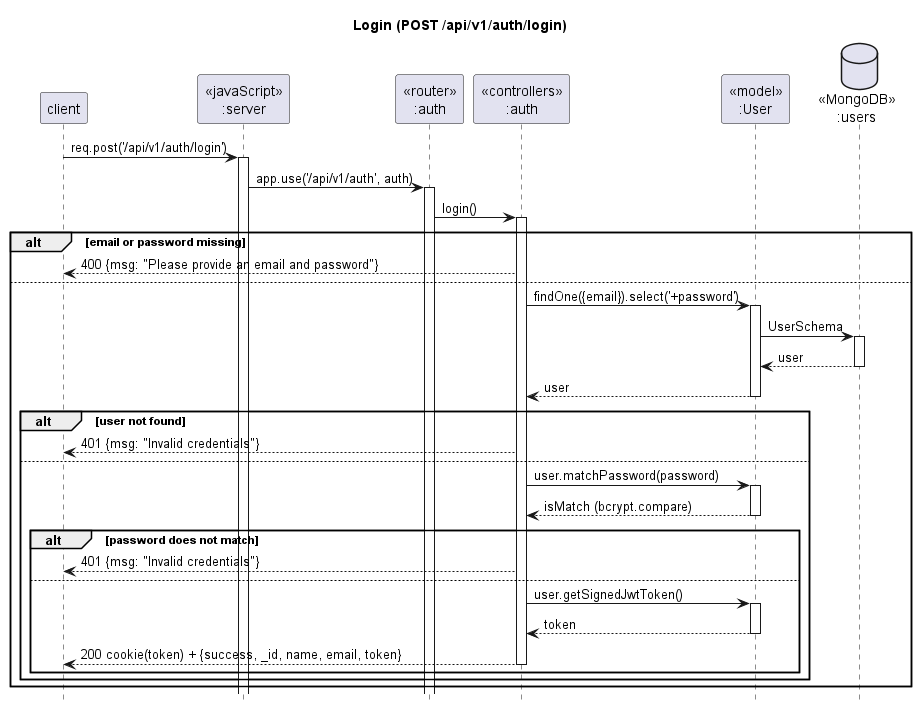 Login (POST /api/v1/auth/login)
client
«javaScript»
:server
«router»
:auth
«controllers»
:auth
«model»
:User
«MongoDB»
:users
req.post('/api/v1/auth/login')
app.use('/api/v1/auth', auth)
login()
alt [email or password missing]
400 {msg: "Please provide an email and password"}
findOne({email}).select('+password')
UserSchema
user
user
alt [user not found]
401 {msg: "Invalid credentials"}
user.matchPassword(password)
isMatch (bcrypt.compare)
alt [password does not match]
401 {msg: "Invalid credentials"}
user.getSignedJwtToken()
token
200 cookie(token) + {success, _id, name, email, token}